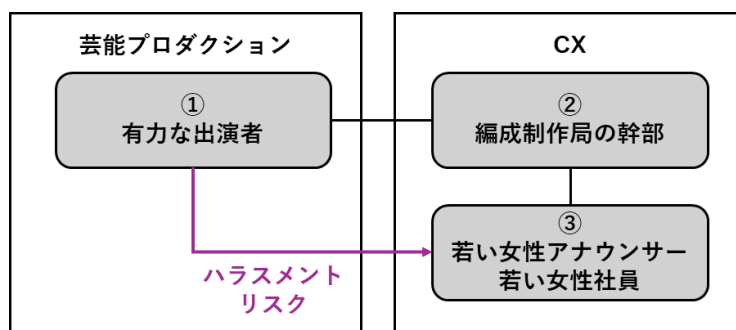 芸能プロダクション
CX
①
有力な出演者
②
編成制作局の幹部
③
若い女性アナウンサー
若い女性社員
ハラスメント
リスク